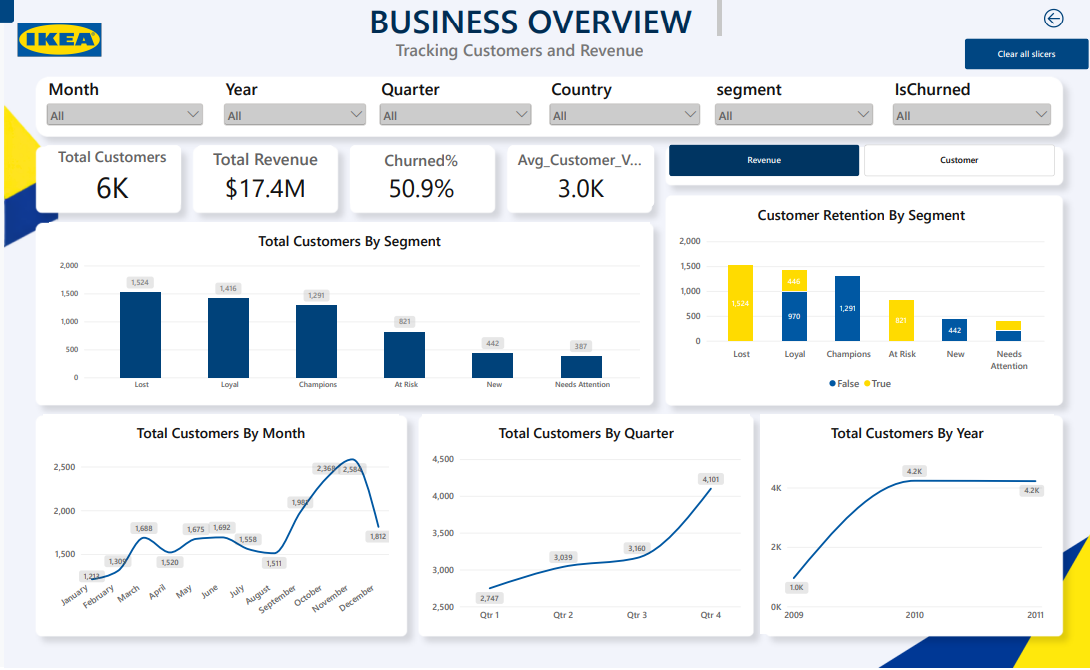 BUSINESS OVERVIEW
Tracking Customers and Revenue
IKEA
Clear all slicers
Month Year Quarter Country segment IsChurned
All All All All All All
Total Customers Total Revenue Churned% Avg_Customer_V...
6K $17.4M 50.9% 3.0K
Revenue Customer
Total Customers By Segment
2,000
1,500
1,000
500
0
1,524 1,416 1,291 821 442 387
Lost Loyal Champions At Risk New Needs Attention
Customer Retention By Segment
2,000
1,500
1,000
500
0
1,524 446 970 1,291 821 442
Lost Loyal Champions At Risk New Needs
Attention
False True
Total Customers By Month
2,500
2,000
1,500
1,688 1,520 1,675 1,692 1,558 1,511 2,584 1,812
January February March April May June July August September October November December
Total Customers By Quarter
4,500
4,000
3,500
3,000
2,500
2,747 3,039 3,160 4,101
Qtr 1 Qtr 2 Qtr 3 Qtr 4
Total Customers By Year
4K
2K
0K
1.0K 4.2K 4.2K
2009 2010 2011